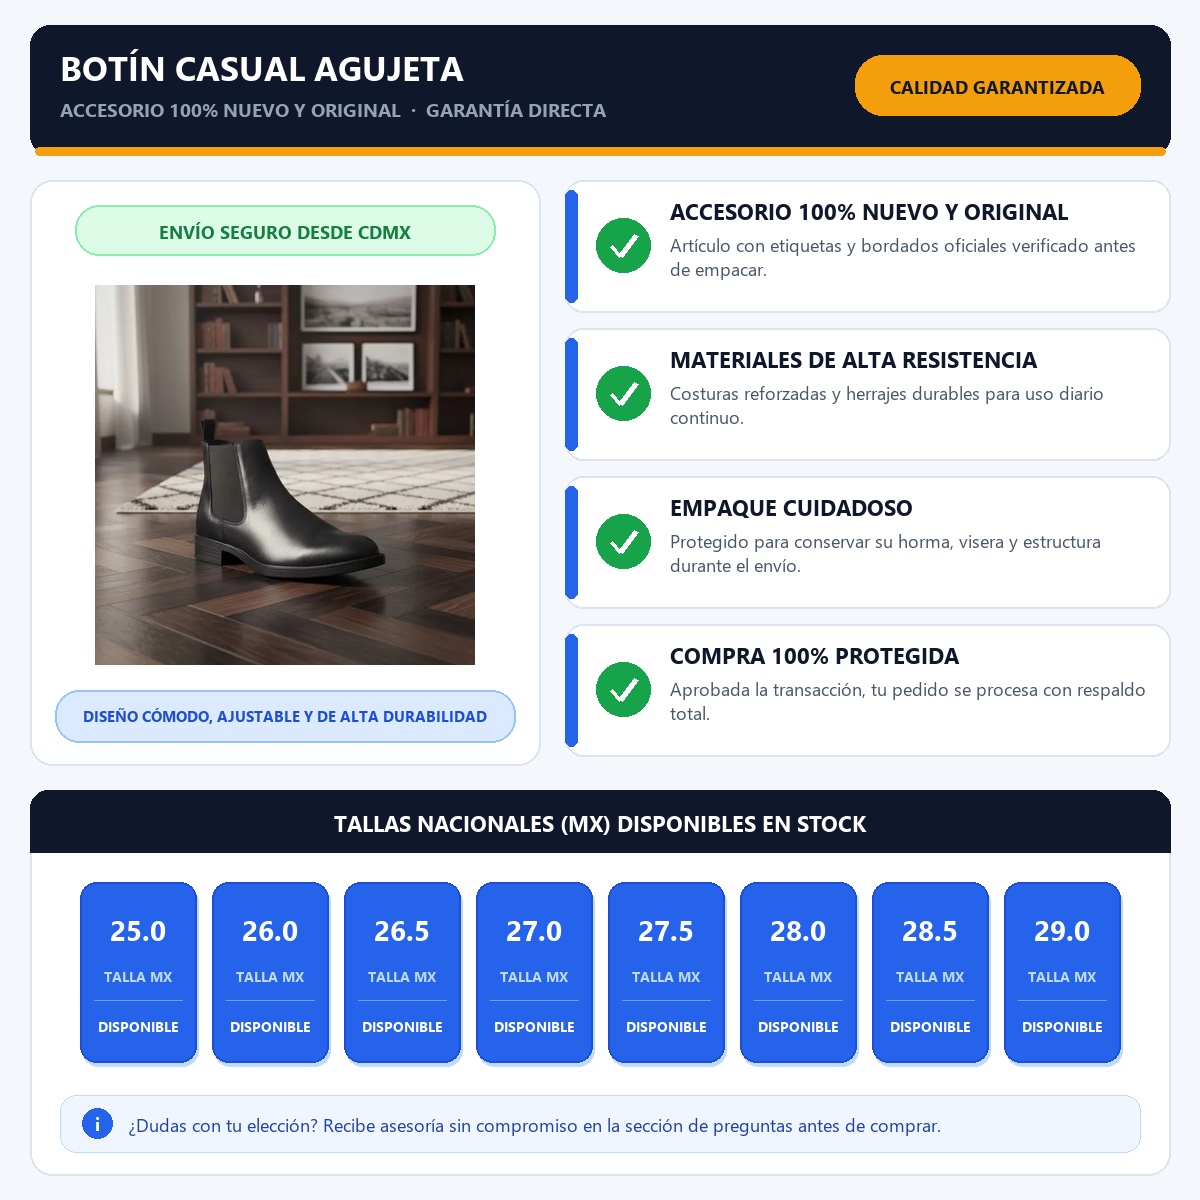 BOTÍN CASUAL AGUJETA
ACCESORIO 100% NUEVO Y ORIGINAL · GARANTÍA DIRECTA
CALIDAD GARANTIZADA
ENVÍO SEGURO DESDE CDMX
DISEÑO CÓMODO, AJUSTABLE Y DE ALTA DURABILIDAD
ACCESORIO 100% NUEVO Y ORIGINAL
Artículo con etiquetas y bordados oficiales verificado antes
de empacar.
MATERIALES DE ALTA RESISTENCIA
Costuras reforzadas y herrajes durables para uso diario
continuo.
EMPAQUE CUIDADOSO
Protegido para conservar su horma, visera y estructura
durante el envío.
COMPRA 100% PROTEGIDA
Aprobada la transacción, tu pedido se procesa con respaldo
total.
TALLAS NACIONALES (MX) DISPONIBLES EN STOCK
25.0
TALLA MX
DISPONIBLE
26.0
TALLA MX
DISPONIBLE
26.5
TALLA MX
DISPONIBLE
27.0
TALLA MX
DISPONIBLE
27.5
TALLA MX
DISPONIBLE
28.0
TALLA MX
DISPONIBLE
28.5
TALLA MX
DISPONIBLE
29.0
TALLA MX
DISPONIBLE
¿Dudas con tu elección? Recibe asesoría sin compromiso en la sección de preguntas antes de comprar.